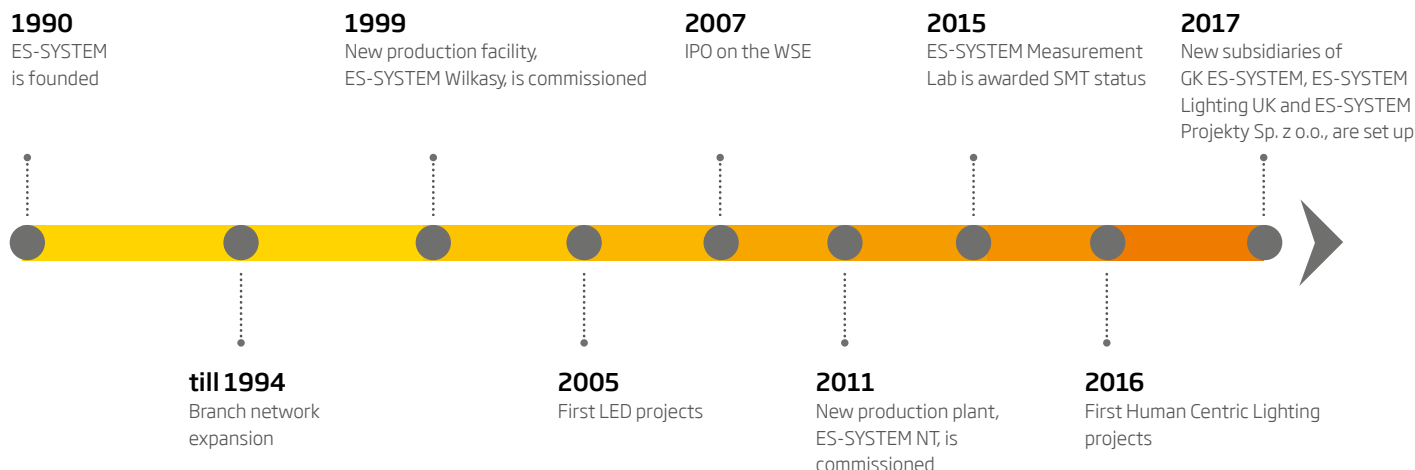 1990
ES-SYSTEM
is founded
till 1994
Branch network
expansion
1999
New production facility,
ES-SYSTEM Wilkasy, is commissioned
2005
First LED projects
2007
IPO on the WSE
2011
New production plant,
ES-SYSTEM NT, is
commissioned
2015
ES-SYSTEM Measurement
Lab is awarded SMT status
2016
First Human Centric Lighting
projects
2017
New subsidiaries of
GK ES-SYSTEM, ES-SYSTEM
Lighting UK and ES-SYSTEM
Projekty Sp. z o.o., are set up